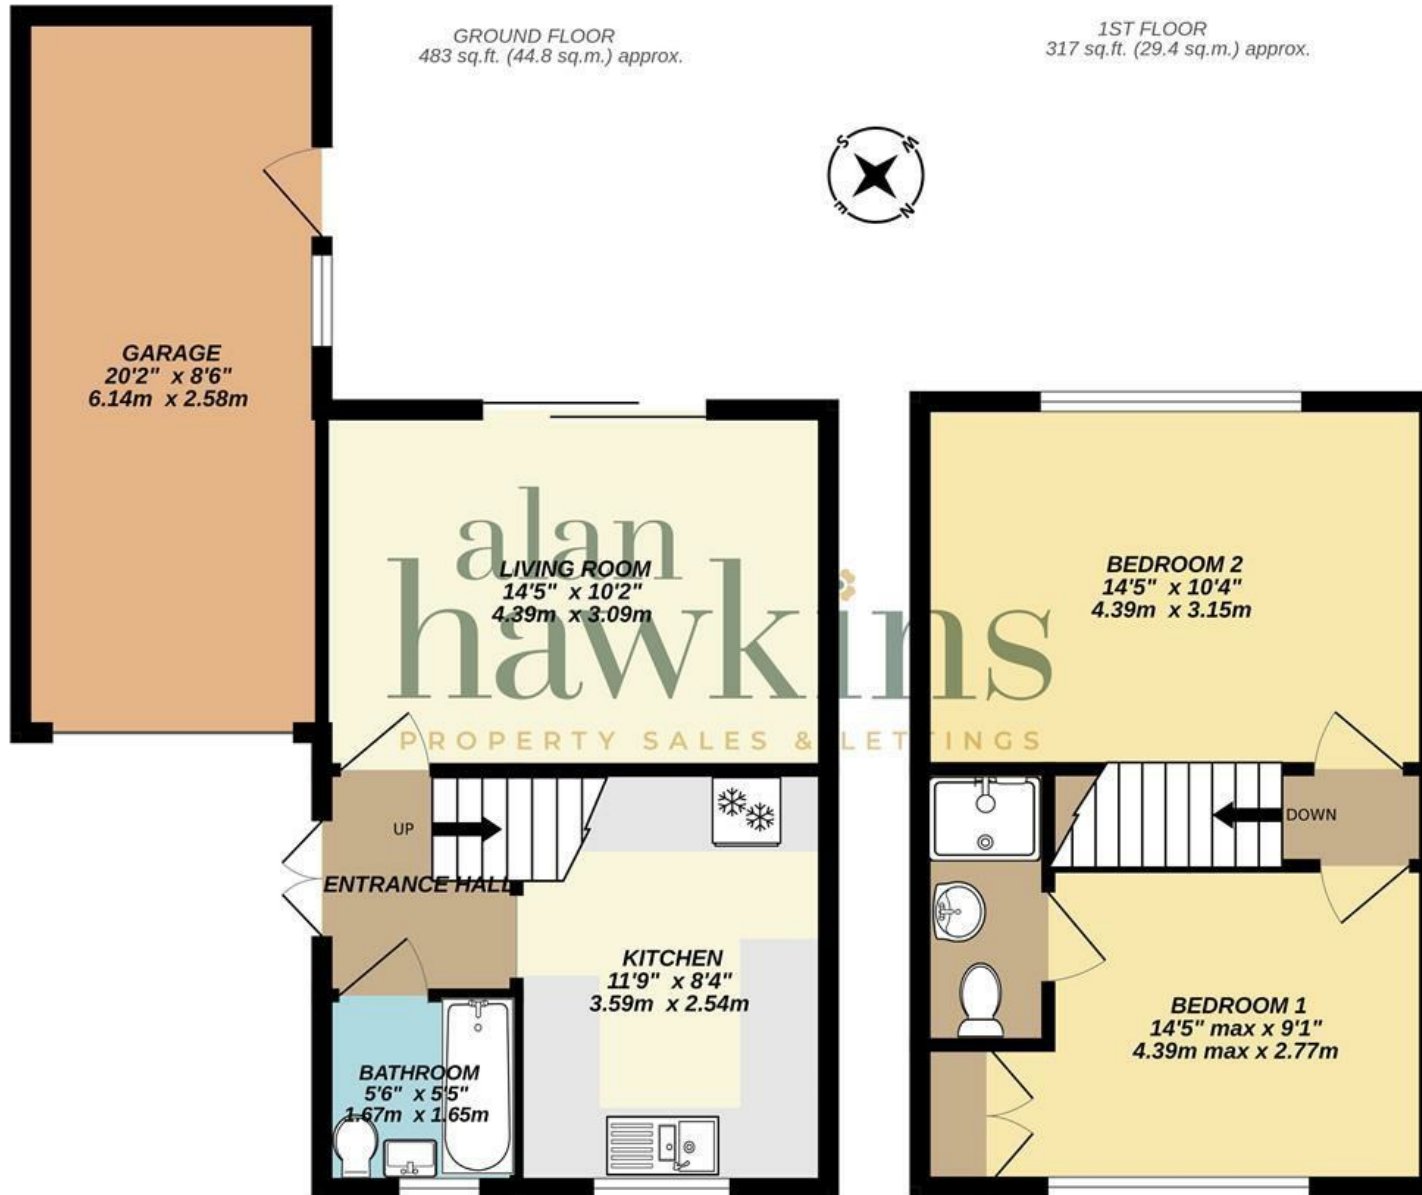 GROUND FLOOR
483 sq.ft. (44.8 sq.m.) approx.
1ST FLOOR
317 sq.ft. (29.4 sq.m.) approx.
S
W
E
N
GARAGE
20'2" x 8'6"
6.14m x 2.58m
alan
hawkins
PROPERTY SALES & LETTINGS
LIVING ROOM
14'5" x 10'2"
4.39m x 3.09m
BEDROOM 2
14'5" x 10'4"
4.39m x 3.15m
UP
DOWN
ENTRANCE HALL
KITCHEN
11'9" x 8'4"
3.59m x 2.54m
BATHROOM
5'6" x 5'5"
1.67m x 1.65m
BEDROOM 1
14'5" max x 9'1"
4.39m max x 2.77m